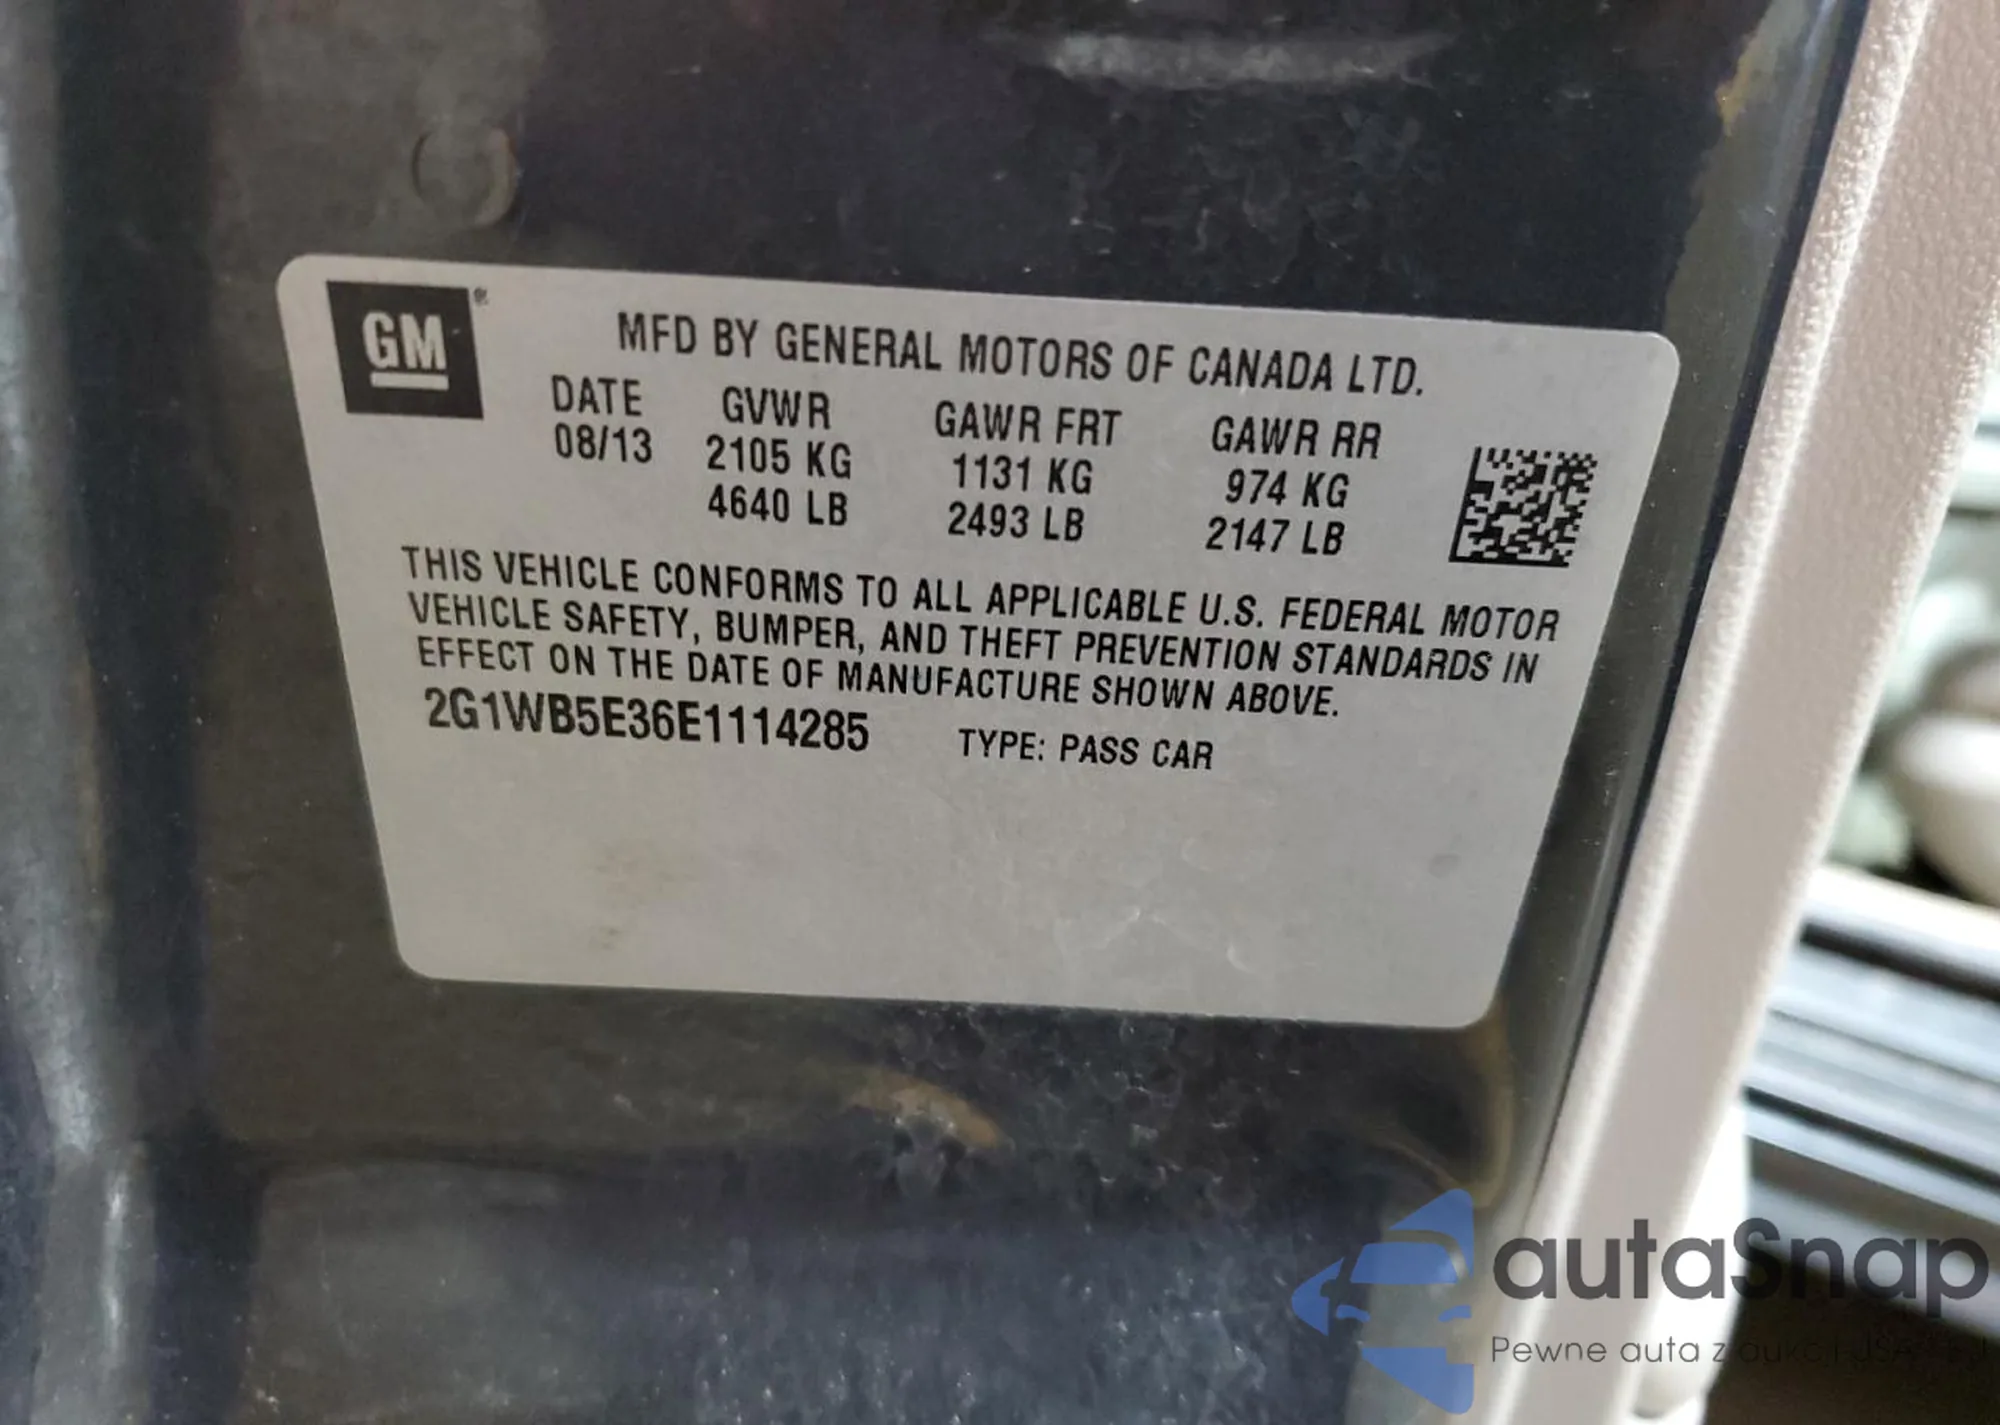 GM®
MFD BY GENERAL MOTORS OF CANADA LTD.
DATE GVWR GAWR FRT GAWR RR
08/13 2105 KG 1131 KG 974 KG
4640 LB 2493 LB 2147 LB
THIS VEHICLE CONFORMS TO ALL APPLICABLE U.S. FEDERAL MOTOR
VEHICLE SAFETY, BUMPER, AND THEFT PREVENTION STANDARDS IN
EFFECT ON THE DATE OF MANUFACTURE SHOWN ABOVE.
2G1WB5E36E1114285 TYPE: PASS CAR
autaSnap
Pewne auta z aukcji USA